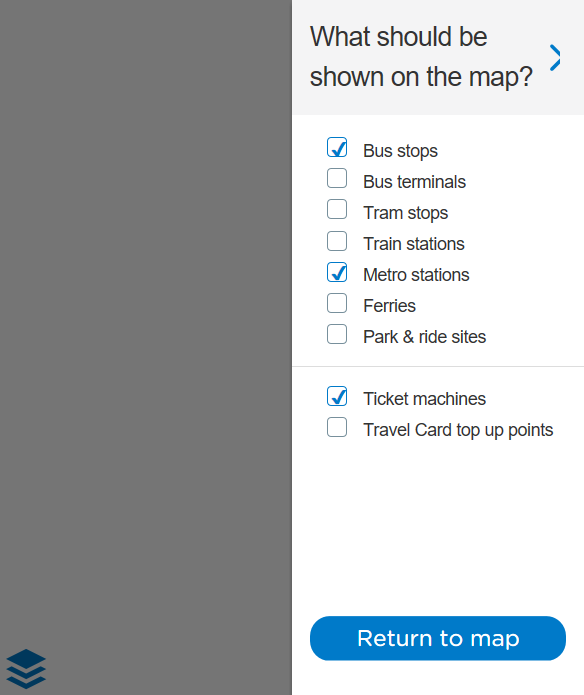 What should be
shown on the map?
Bus stops
Bus terminals
Tram stops
Train stations
Metro stations
Ferries
Park & ride sites
Ticket machines
Travel Card top up points
Return to map